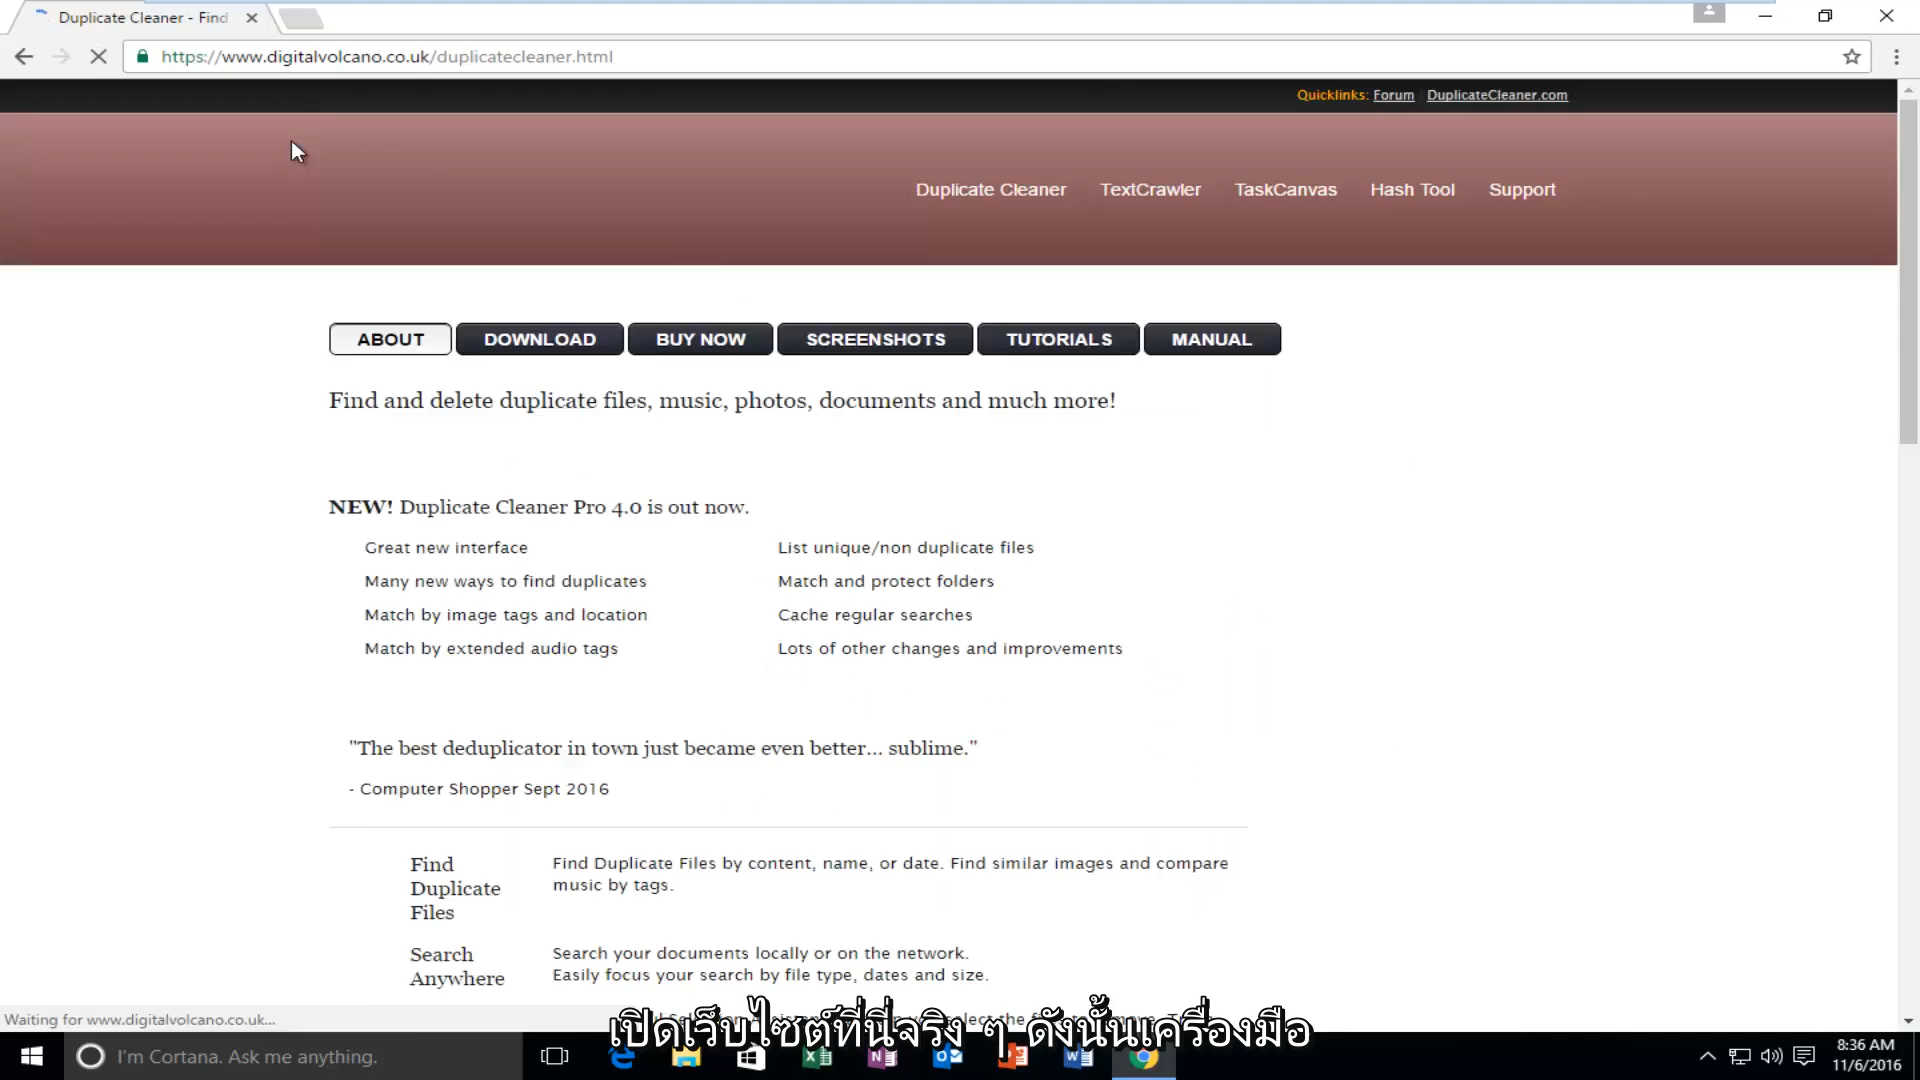 Duplicate Cleaner - Find
https://www.digitalvolcano.co.uk/duplicatecleaner.html
Quicklinks: Forum DuplicateCleaner.com
Duplicate Cleaner TextCrawler TaskCanvas Hash Tool Support
ABOUT DOWNLOAD BUY NOW SCREENSHOTS TUTORIALS MANUAL
Find and delete duplicate files, music, photos, documents and much more!
NEW! Duplicate Cleaner Pro 4.0 is out now.
Great new interface List unique/non duplicate files
Many new ways to find duplicates Match and protect folders
Match by image tags and location Cache regular searches
Match by extended audio tags Lots of other changes and improvements
"The best deduplicator in town just became even better... sublime."
- Computer Shopper Sept 2016
Find Duplicate Files by content, name, or date. Find similar images and compare
music by tags.
Find
Duplicate
Files
Search your documents locally or on the network.
Easily focus your search by file type, dates and size.
Search
Anywhere
Waiting for www.digitalvolcano.co.uk...
เปิดเว็บไซต์ที่นี่จริง ๆ ดังนั้นเครื่องมือ
I'm Cortana. Ask me anything.
8:36 AM
11/6/2016